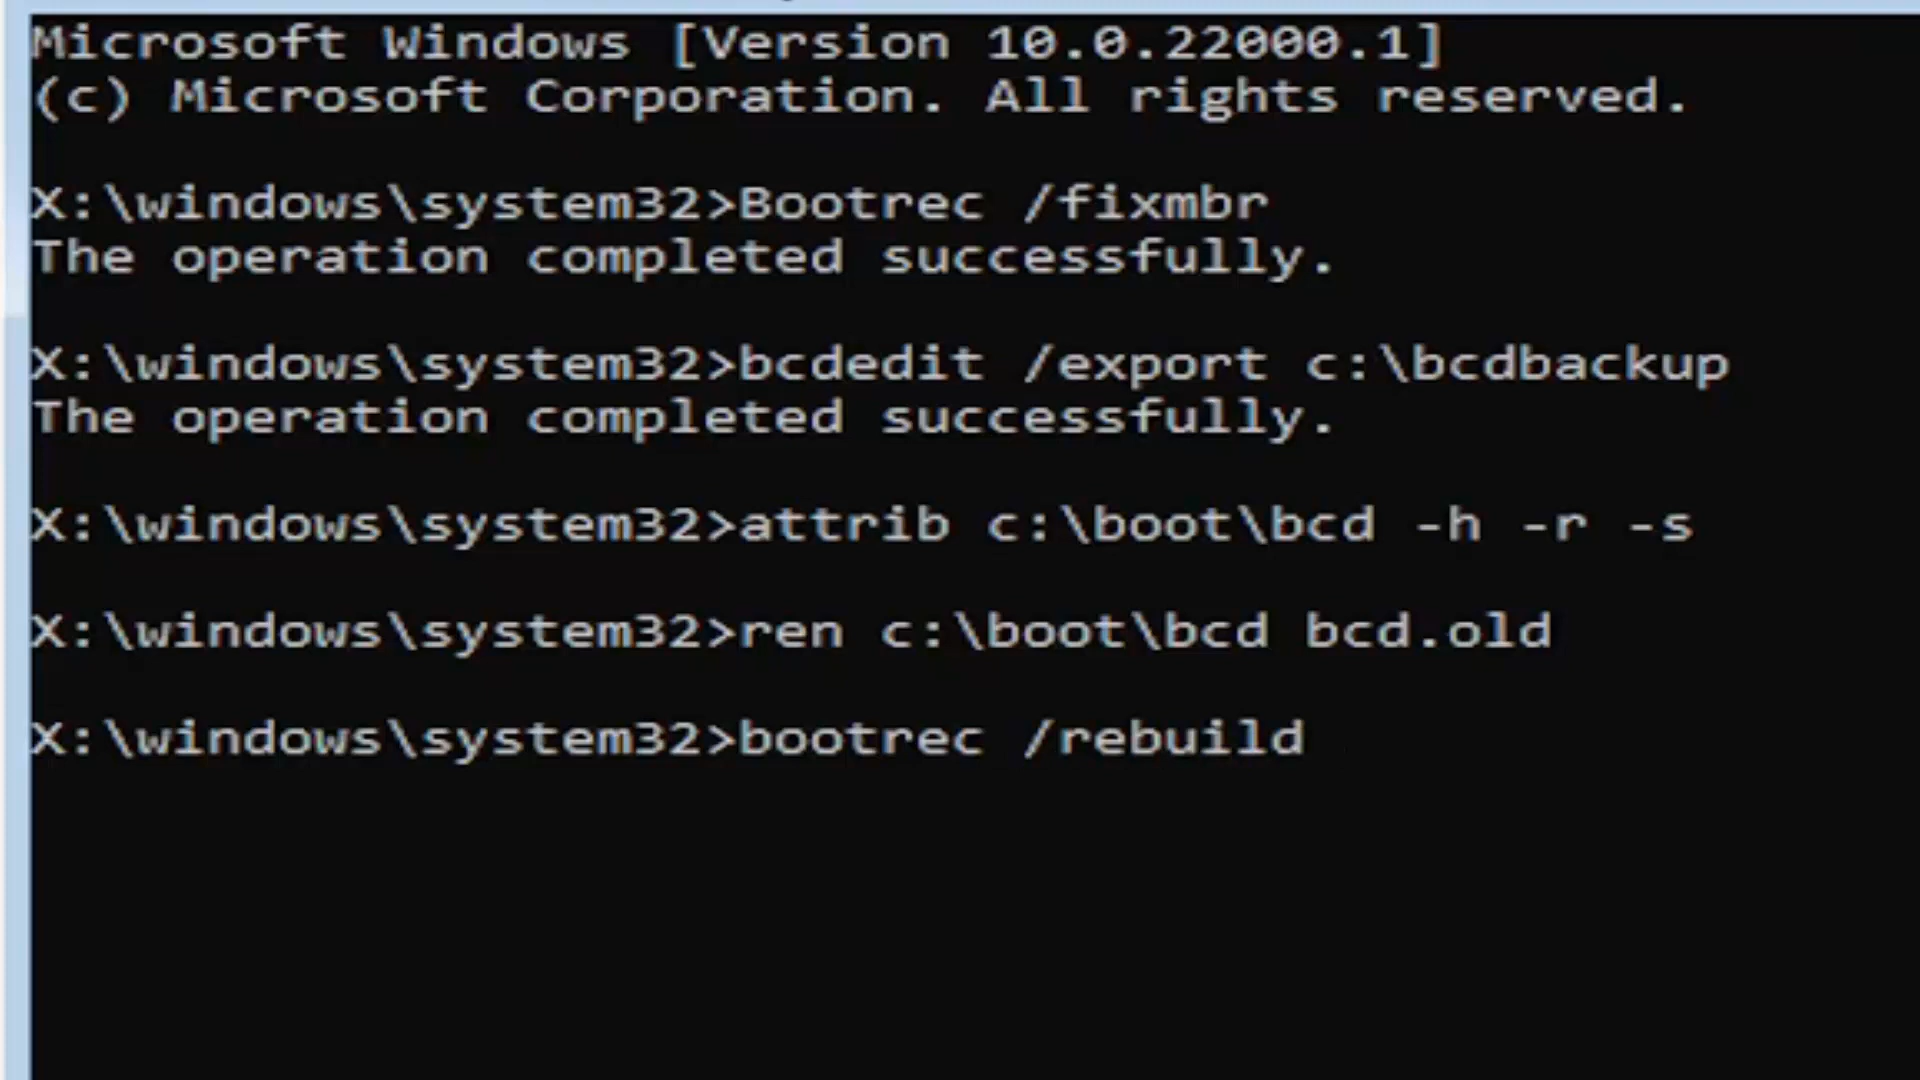 Microsoft Windows [Version 10.0.22000.1]
(c) Microsoft Corporation. All rights reserved.
X:\windows\system32>Bootrec /fixmbr
The operation completed successfully.
X:\windows\system32>bcdedit /export c:\bcdbackup
The operation completed successfully.
X:\windows\system32>attrib c:\boot\bcd -h -r -s
X:\windows\system32>ren c:\boot\bcd bcd.old
X:\windows\system32>bootrec /rebuild